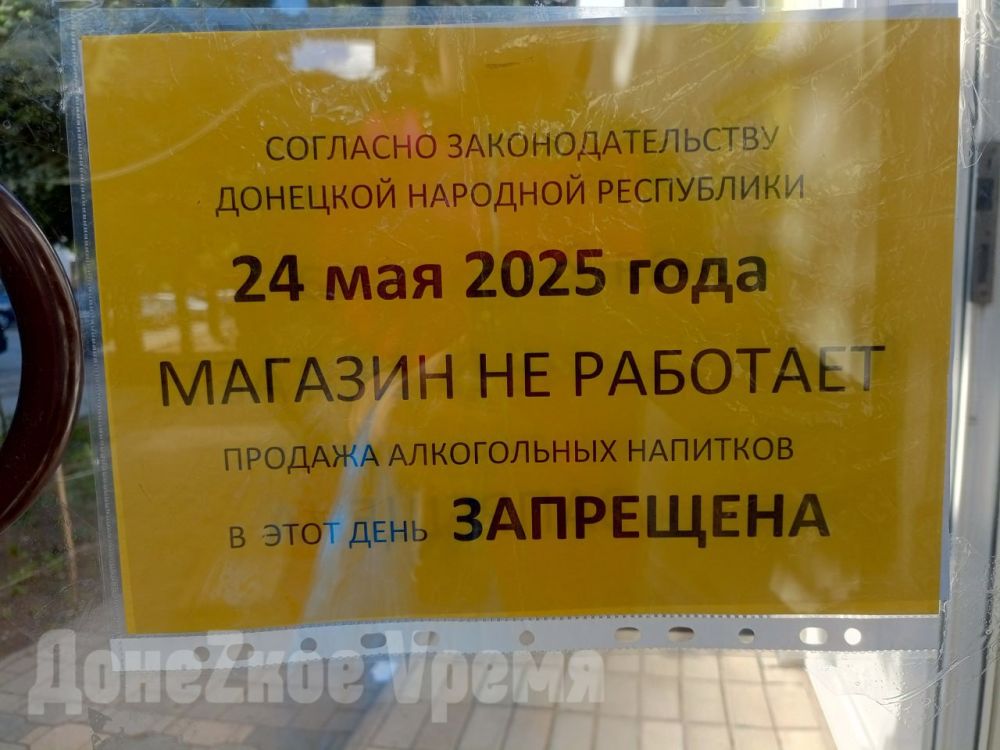 СОГЛАСНО ЗАКОНОДАТЕЛЬСТВУ
ДОНЕЦКОЙ НАРОДНОЙ РЕСПУБЛИКИ
24 мая 2025 года
МАГАЗИН НЕ РАБОТАЕТ
ПРОДАЖА АЛКОГОЛЬНЫХ НАПИТКОВ
В ЭТОТ ДЕНЬ ЗАПРЕЩЕНА
ДонеZкое Vремя